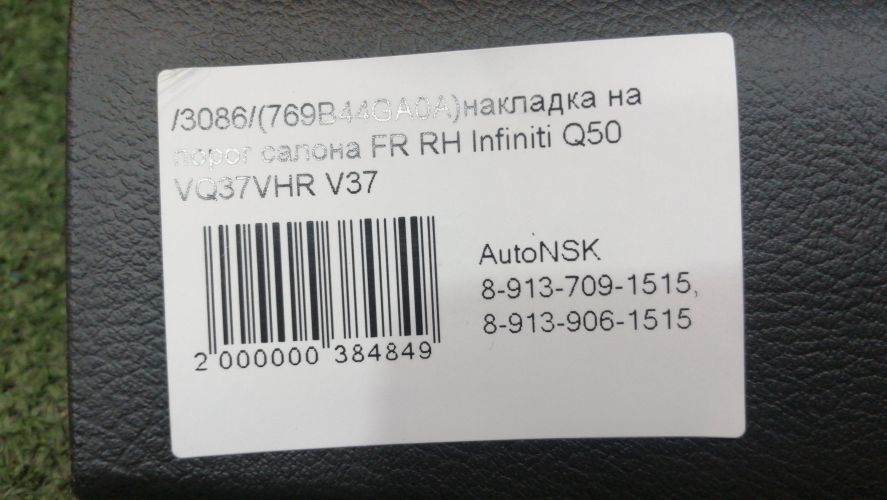 /3086/(769B44GA0A)накладка на
порог салона FR RH Infiniti Q50
VQ37VHR V37
AutoNSK
8-913-709-1515,
8-913-906-1515
2 000000 384849